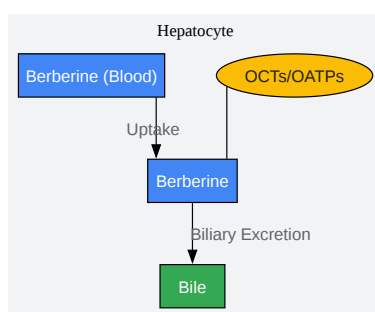 Hepatocyte
Berberine (Blood)
OCTs/OATPs
Uptake
Berberine
Biliary Excretion
Bile